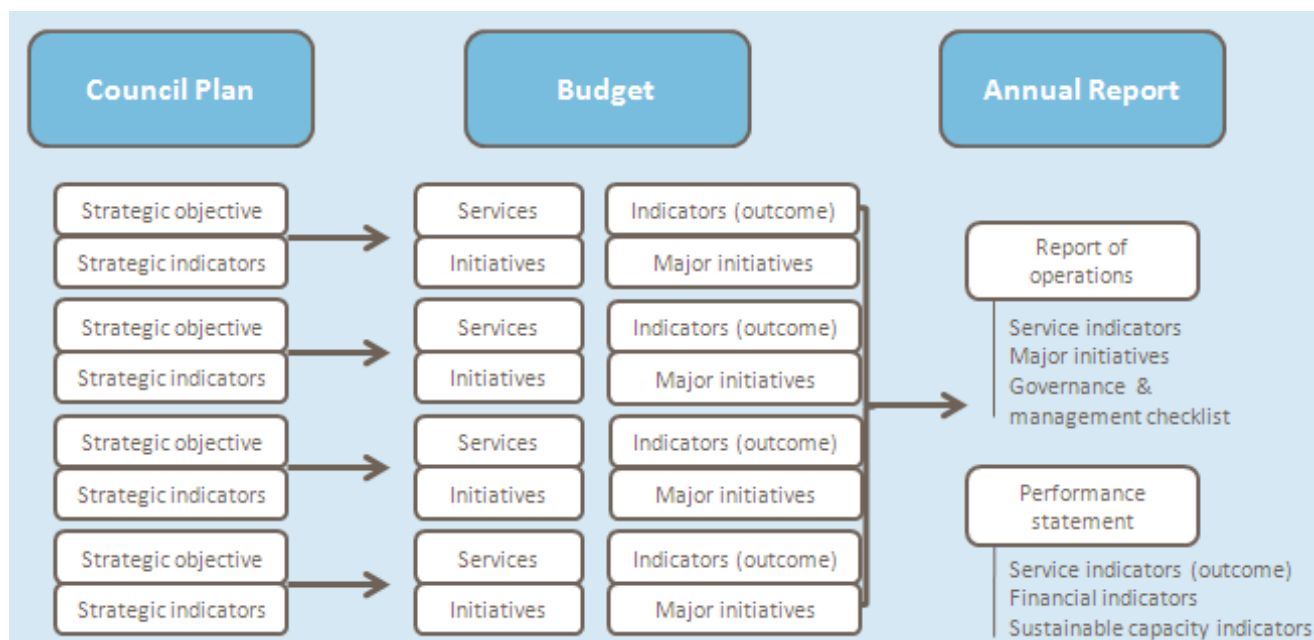 Council Plan
Budget
Annual Report
Strategic objective
Strategic indicators
Services
Initiatives
Indicators (outcome)
Major initiatives
Strategic objective
Strategic indicators
Services
Initiatives
Indicators (outcome)
Major initiatives
Strategic objective
Strategic indicators
Services
Initiatives
Indicators (outcome)
Major initiatives
Strategic objective
Strategic indicators
Services
Initiatives
Indicators (outcome)
Major initiatives
Report of
operations
Service indicators
Major initiatives
Governance &
management checklist
Performance
statement
Service indicators (outcome)
Financial indicators
Sustainable capacity indicators